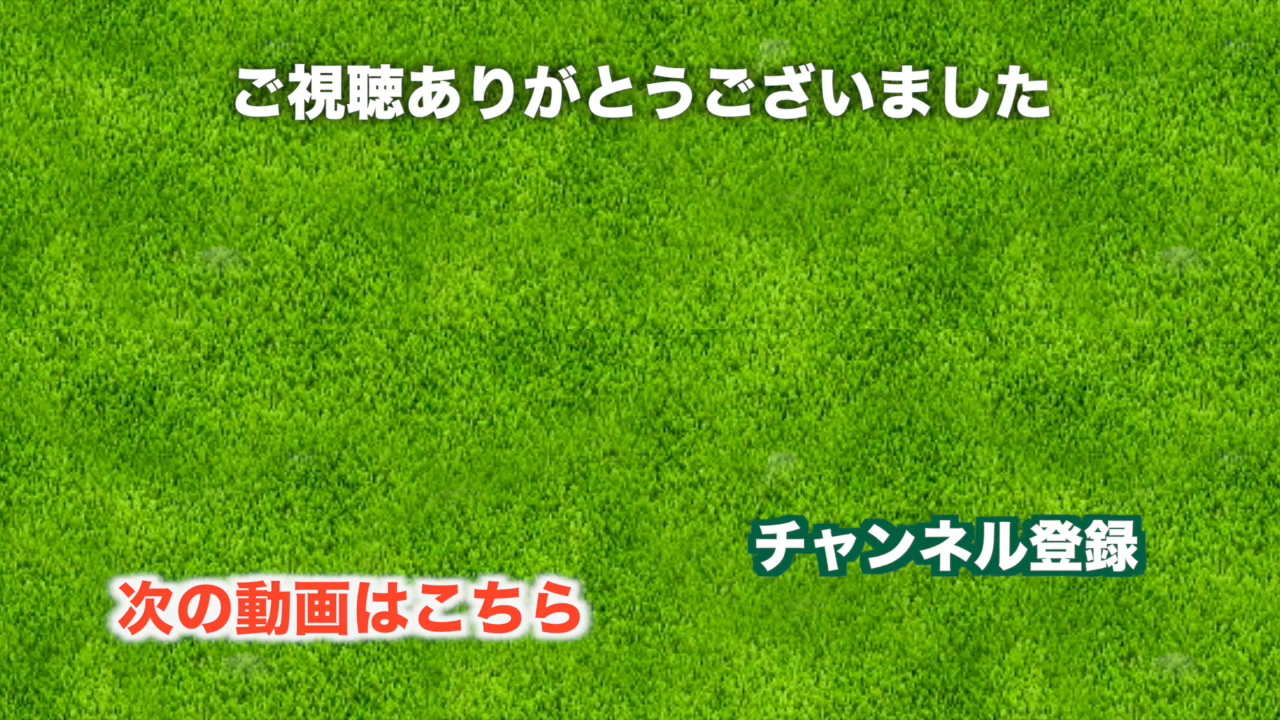 ご視聴ありがとうございました
チャンネル登録
次の動画はこちら